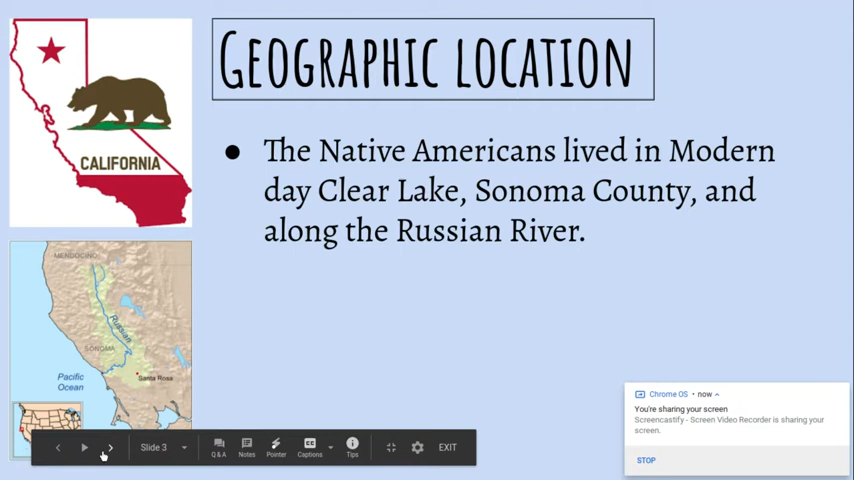 GEOGRAPHIC LOCATION
CALIFORNIA
● The Native Americans lived in Modern
day Clear Lake, Sonoma County, and
along the Russian River.
MENDOCINO
Russian
SONOMA
Santa Rosa
Pacific
Ocean
Slide 3
Q & A
Notes
Pointer
CC
Captions
Tips
EXIT
Chrome OS • now
You're sharing your screen
Screencastify - Screen Video Recorder is sharing your
screen.
STOP